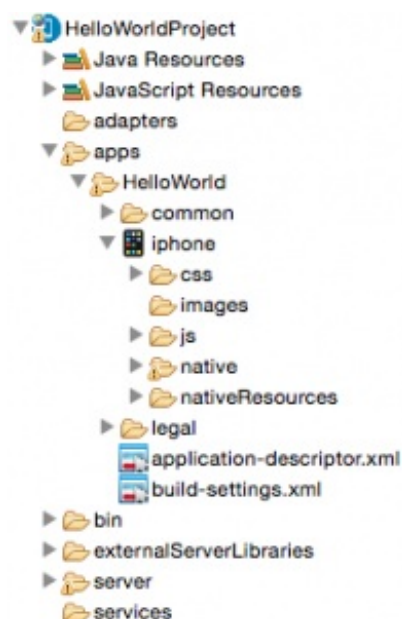 HelloWorldProject
Java Resources
JavaScript Resources
adapters
apps
HelloWorld
common
iphone
css
images
js
native
nativeResources
legal
application-descriptor.xml
build-settings.xml
bin
externalServerLibraries
server
services